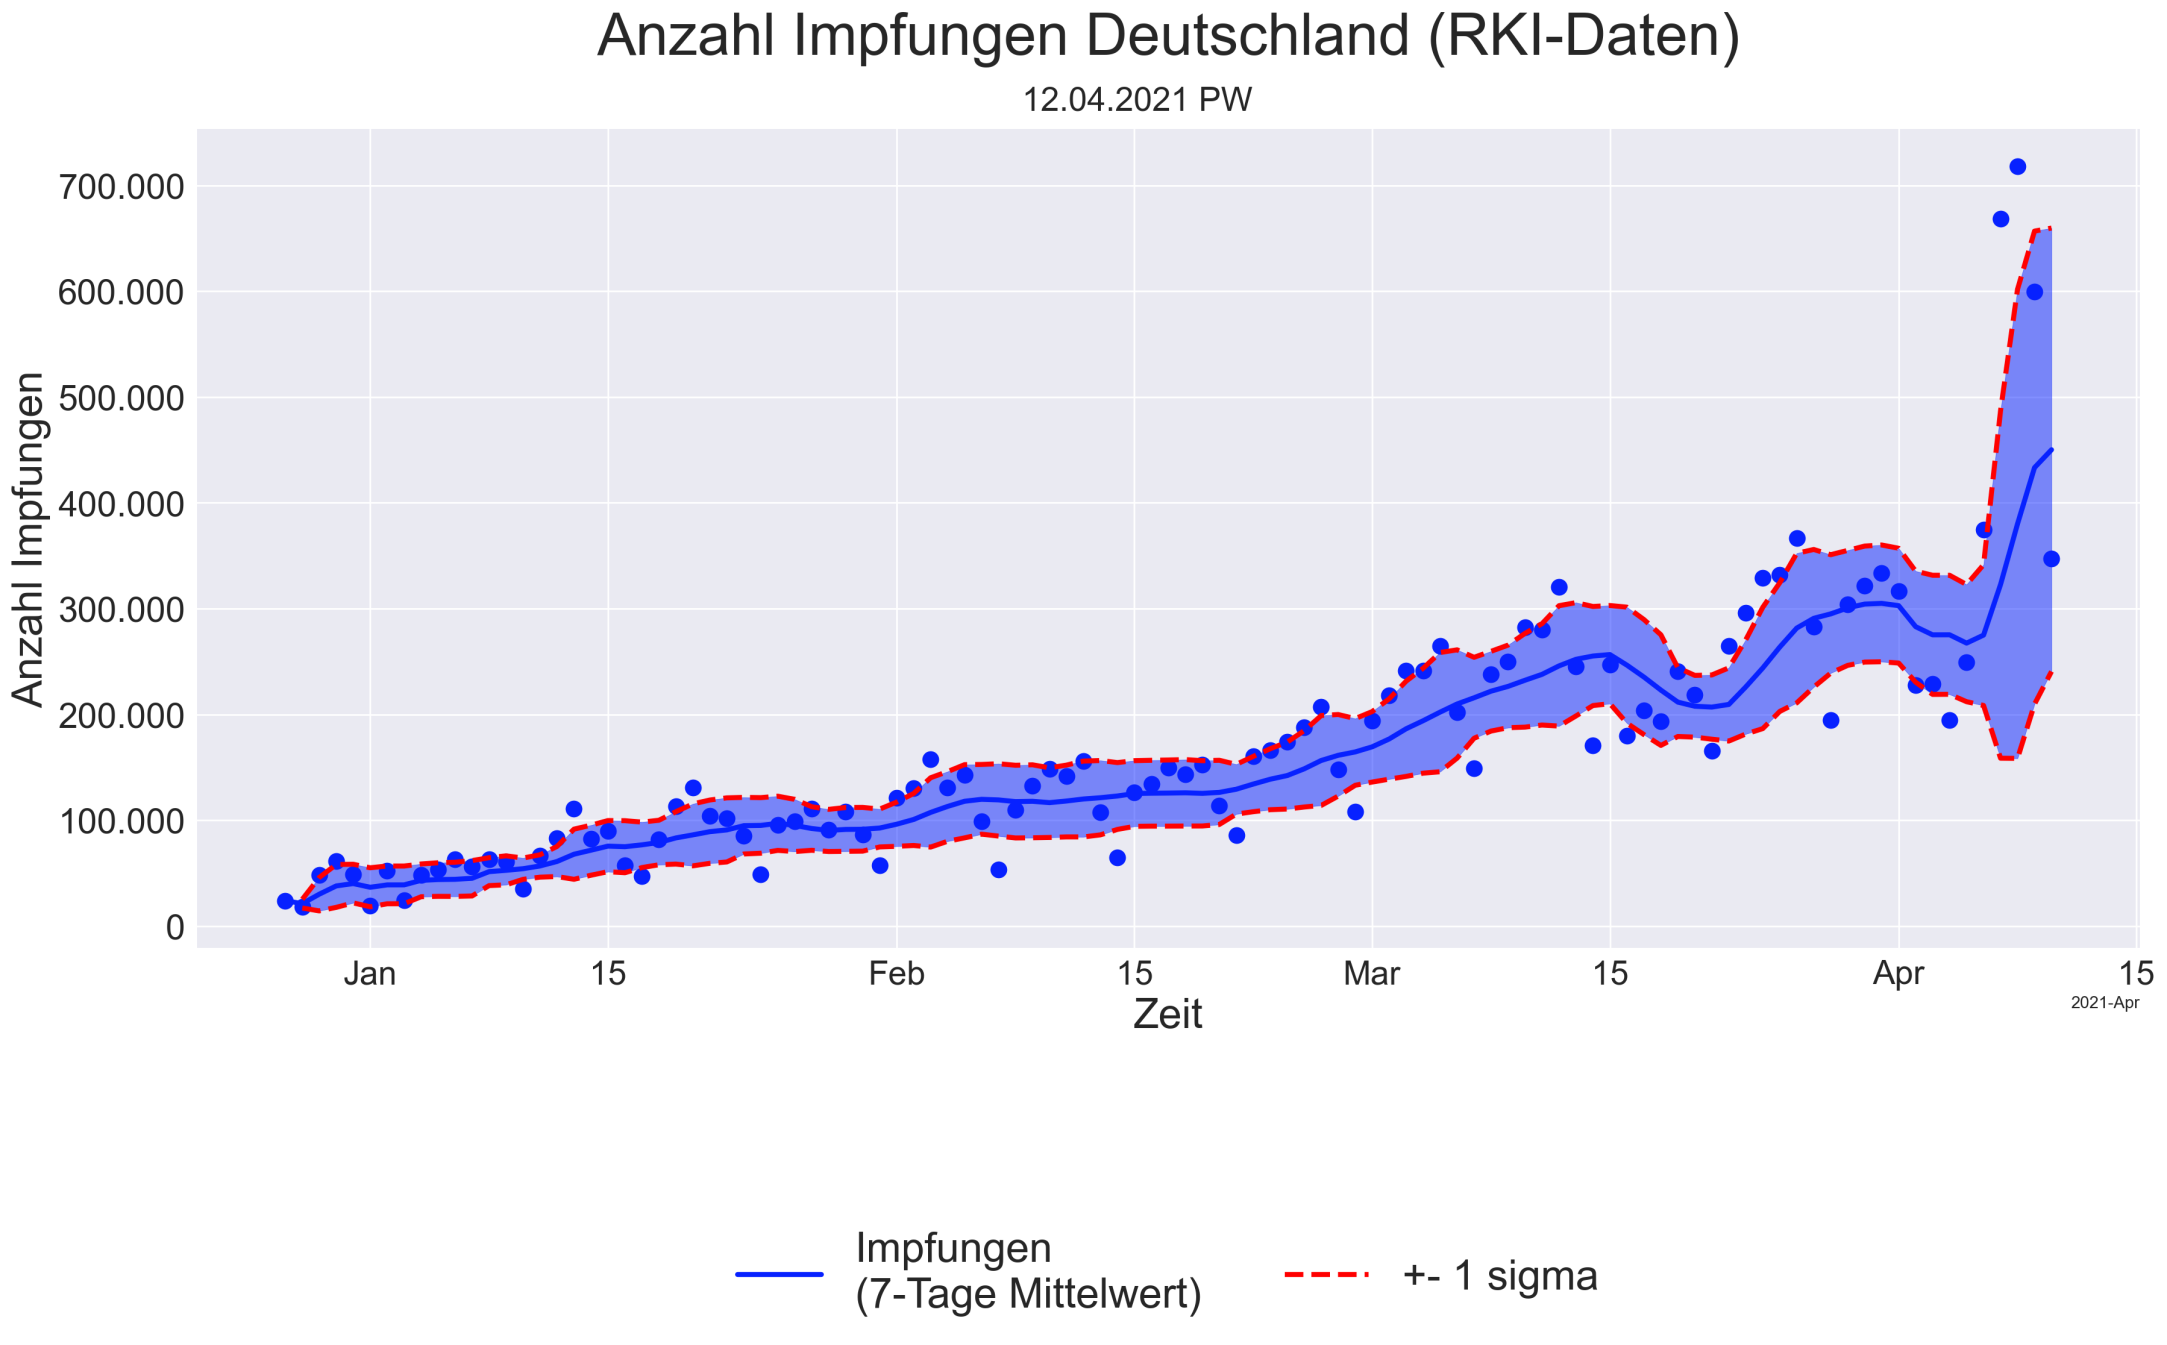 Anzahl Impfungen Deutschland (RKI-Daten)
12.04.2021 PW
Anzahl Impfungen
700.000
600.000
500.000
400.000
300.000
200.000
100.000
0
Jan 15 Feb 15 Mar 15 Apr 15
2021-Apr
Zeit
Impfungen
(7-Tage Mittelwert)
+- 1 sigma